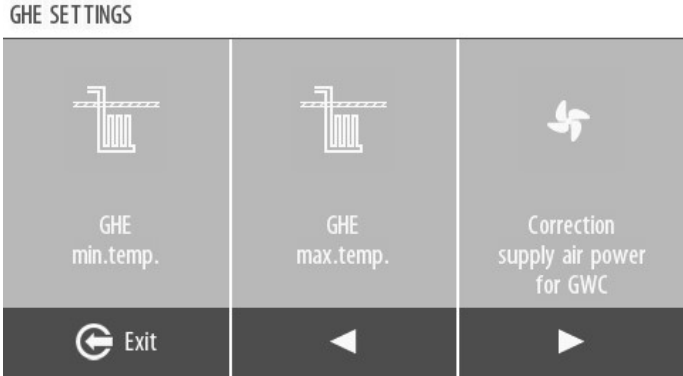 GHE SETTINGS
GHE
min.temp.
GHE
max.temp.
Correction
supply air power
for GWC
Exit